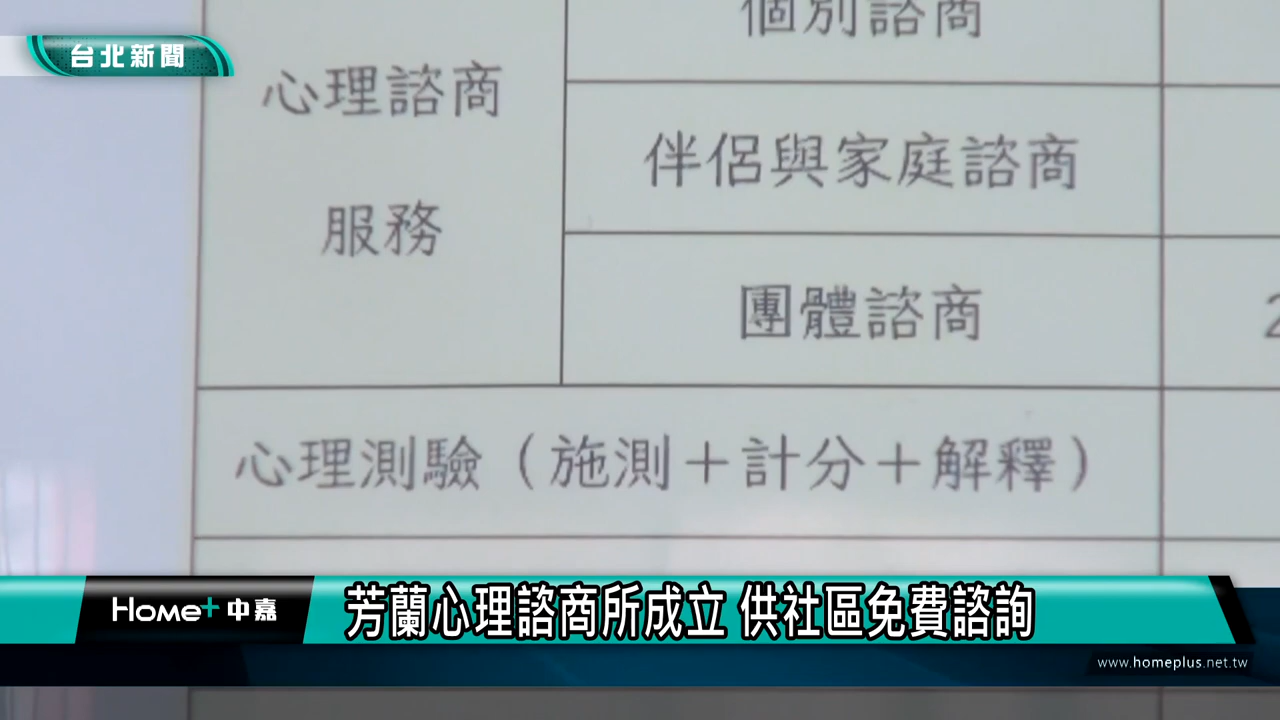 台北新聞
個別諮商
心理諮商
服務
伴侶與家庭諮商
團體諮商
2
心理測驗（施測＋計分＋解釋）
Home+中嘉
芳蘭心理諮商所成立 供社區免費諮詢
www.homeplus.net.tw